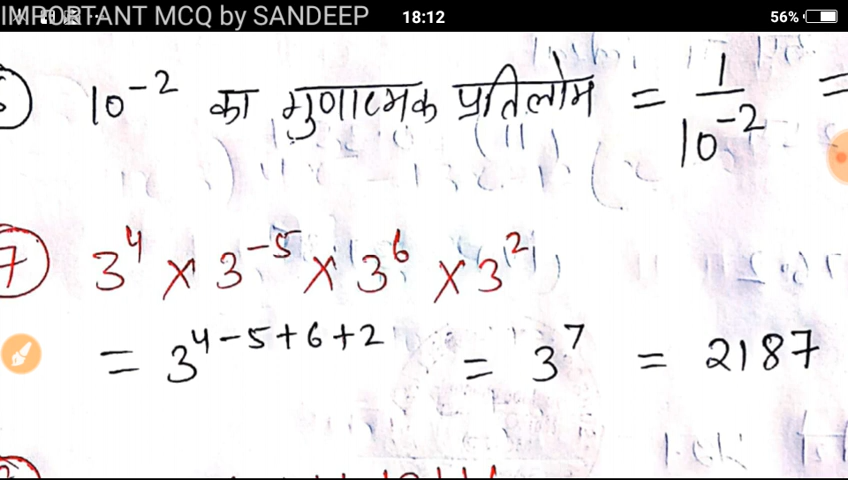 IMPORTANT MCQ by SANDEEP 18:12 56%
10⁻² का गुणात्मक प्रतिलोम = 1/10⁻² =
7 3⁴ × 3⁻⁵ × 3⁶ × 3²
= 3⁴⁻⁵⁺⁶⁺² = 3⁷ = 2187